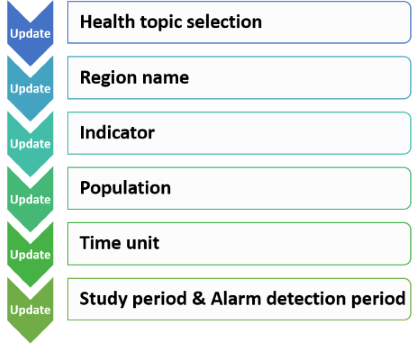 Update
Health topic selection
Update
Region name
Update
Indicator
Update
Population
Update
Time unit
Update
Study period & Alarm detection period